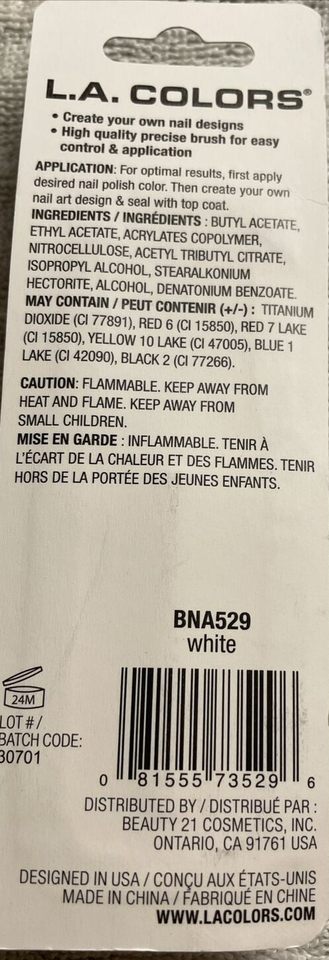 L.A. COLORS®
• Create your own nail designs
• High quality precise brush for easy
control & application
APPLICATION: For optimal results, first apply
desired nail polish color. Then create your own
nail art design & seal with top coat.
INGREDIENTS / INGRÉDIENTS : BUTYL ACETATE,
ETHYL ACETATE, ACRYLATES COPOLYMER,
NITROCELLULOSE, ACETYL TRIBUTYL CITRATE,
ISOPROPYL ALCOHOL, STEARALKONIUM
HECTORITE, ALCOHOL, DENATONIUM BENZOATE.
MAY CONTAIN / PEUT CONTENIR (+/-) : TITANIUM
DIOXIDE (CI 77891), RED 6 (CI 15850), RED 7 LAKE
(CI 15850), YELLOW 10 LAKE (CI 47005), BLUE 1
LAKE (CI 42090), BLACK 2 (CI 77266).
CAUTION: FLAMMABLE. KEEP AWAY FROM
HEAT AND FLAME. KEEP AWAY FROM
SMALL CHILDREN.
MISE EN GARDE : INFLAMMABLE. TENIR À
L'ÉCART DE LA CHALEUR ET DES FLAMMES. TENIR
HORS DE LA PORTÉE DES JEUNES ENFANTS.
BNA529
white
24M
LOT # /
BATCH CODE:
30701
0 81555 73529 6
DISTRIBUTED BY / DISTRIBUÉ PAR :
BEAUTY 21 COSMETICS, INC.
ONTARIO, CA 91761 USA
DESIGNED IN USA / CONÇU AUX ÉTATS-UNIS
MADE IN CHINA / FABRIQUÉ EN CHINE
WWW.LACOLORS.COM